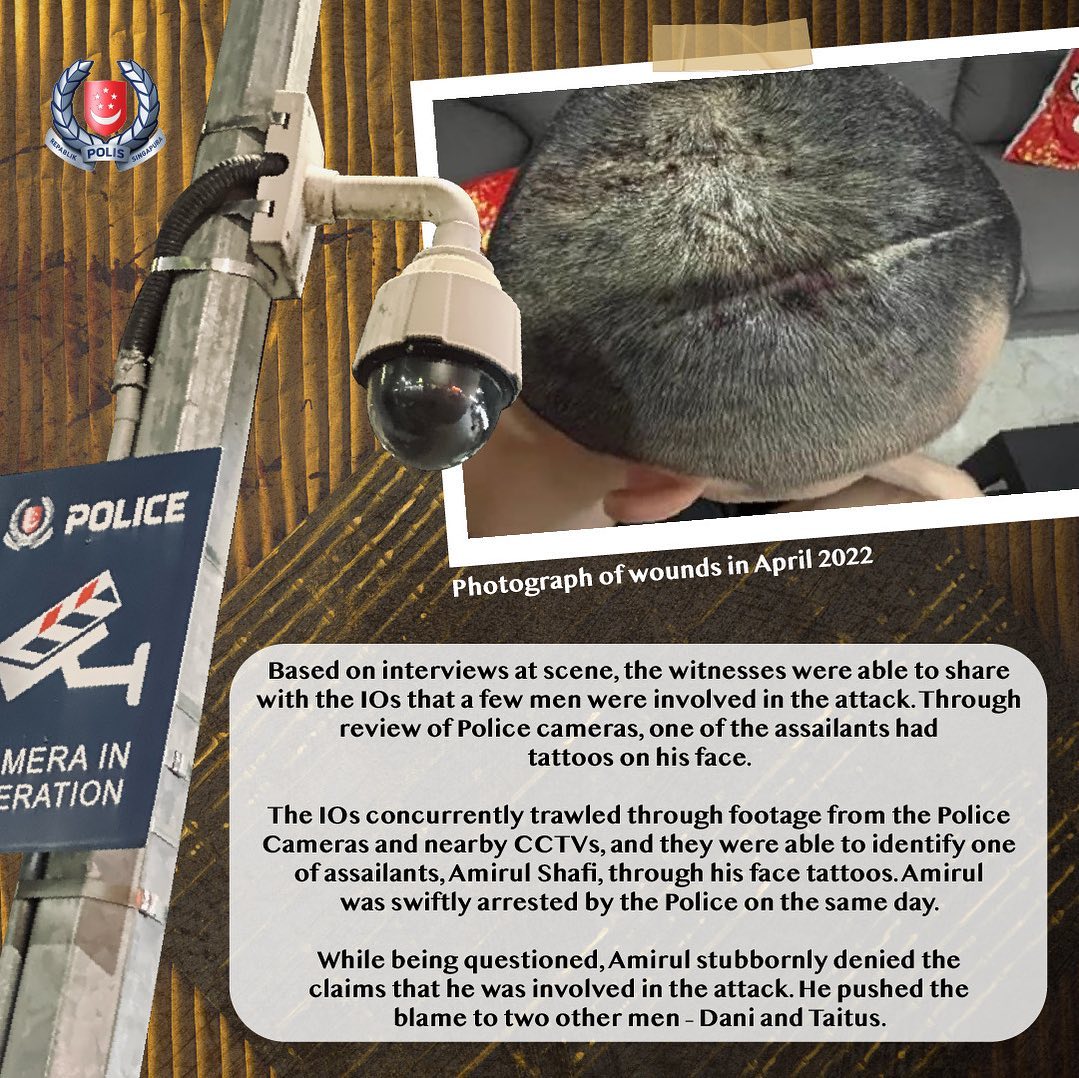 REPABLIK POLIS SINGAPURA
POLICE
MERA IN
ERATION
Photograph of wounds in April 2022
Based on interviews at scene, the witnesses were able to share
with the IOs that a few men were involved in the attack. Through
review of Police cameras, one of the assailants had
tattoos on his face.
The IOs concurrently trawled through footage from the Police
Cameras and nearby CCTVs, and they were able to identify one
of assailants, Amirul Shafi, through his face tattoos. Amirul
was swiftly arrested by the Police on the same day.
While being questioned, Amirul stubbornly denied the
claims that he was involved in the attack. He pushed the
blame to two other men - Dani and Taitus.